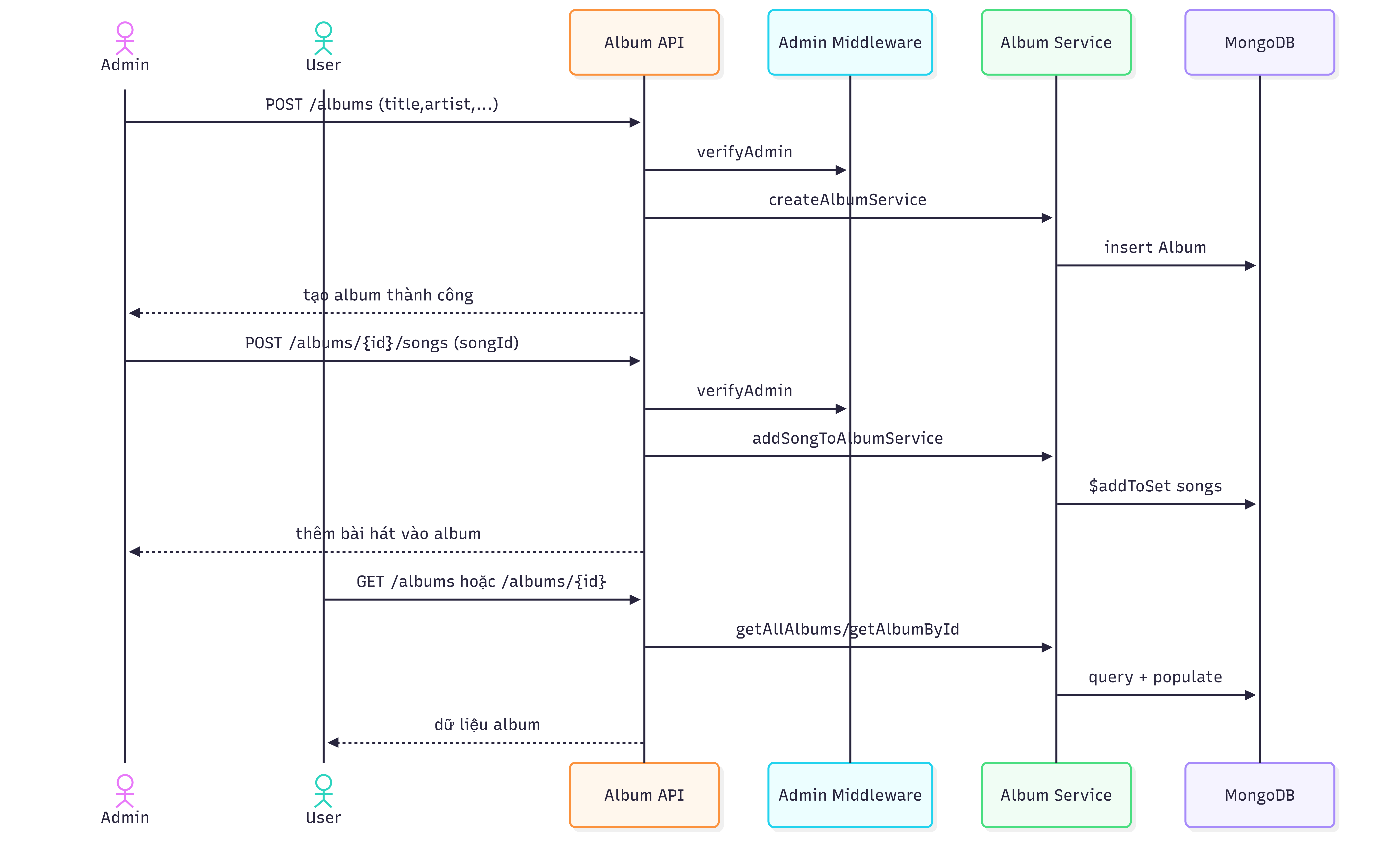 Admin
User
Album API
Admin Middleware
Album Service
MongoDB
POST /albums (title,artist,...)
verifyAdmin
createAlbumService
insert Album
tạo album thành công
POST /albums/{id}/songs (songId)
verifyAdmin
addSongToAlbumService
$addToSet songs
thêm bài hát vào album
GET /albums hoặc /albums/{id}
getAllAlbums/getAlbumById
query + populate
dữ liệu album
Admin
User
Album API
Admin Middleware
Album Service
MongoDB